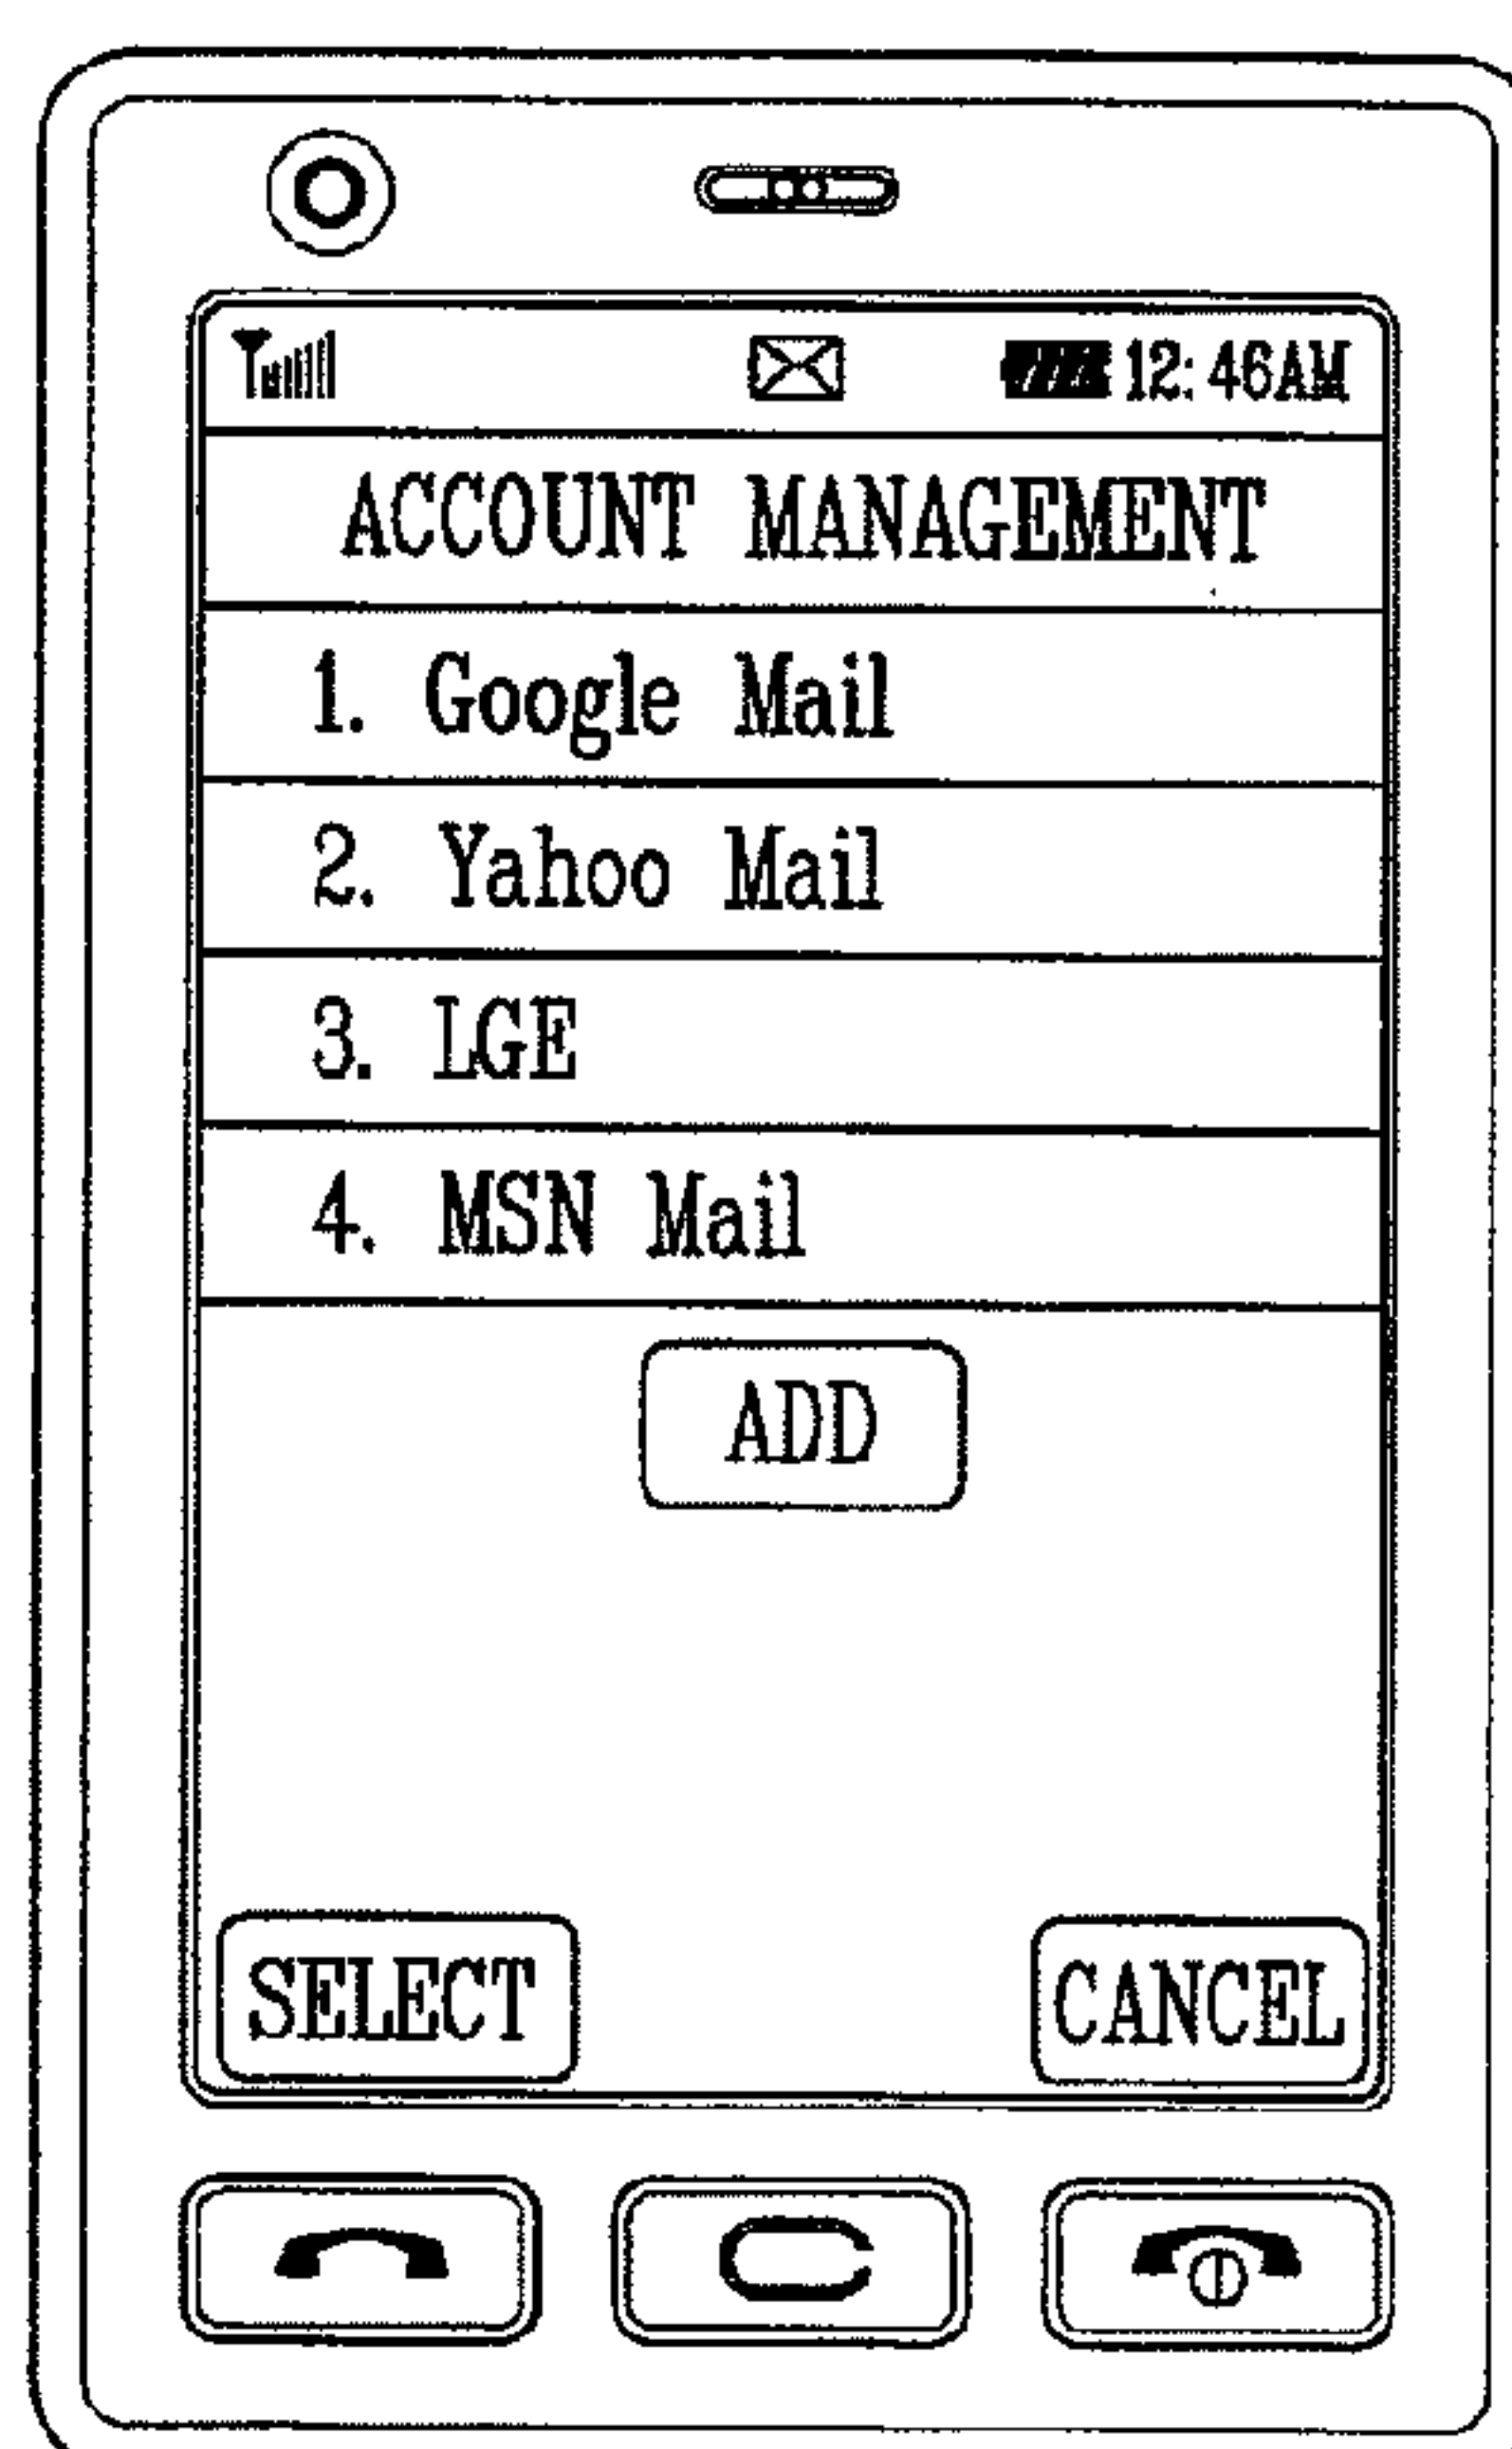 12:46AM
ACCOUNT MANAGEMENT
1. Google Mail
2. Yahoo Mail
3. LGE
4. MSN Mail
ADD
SELECT
CANCEL